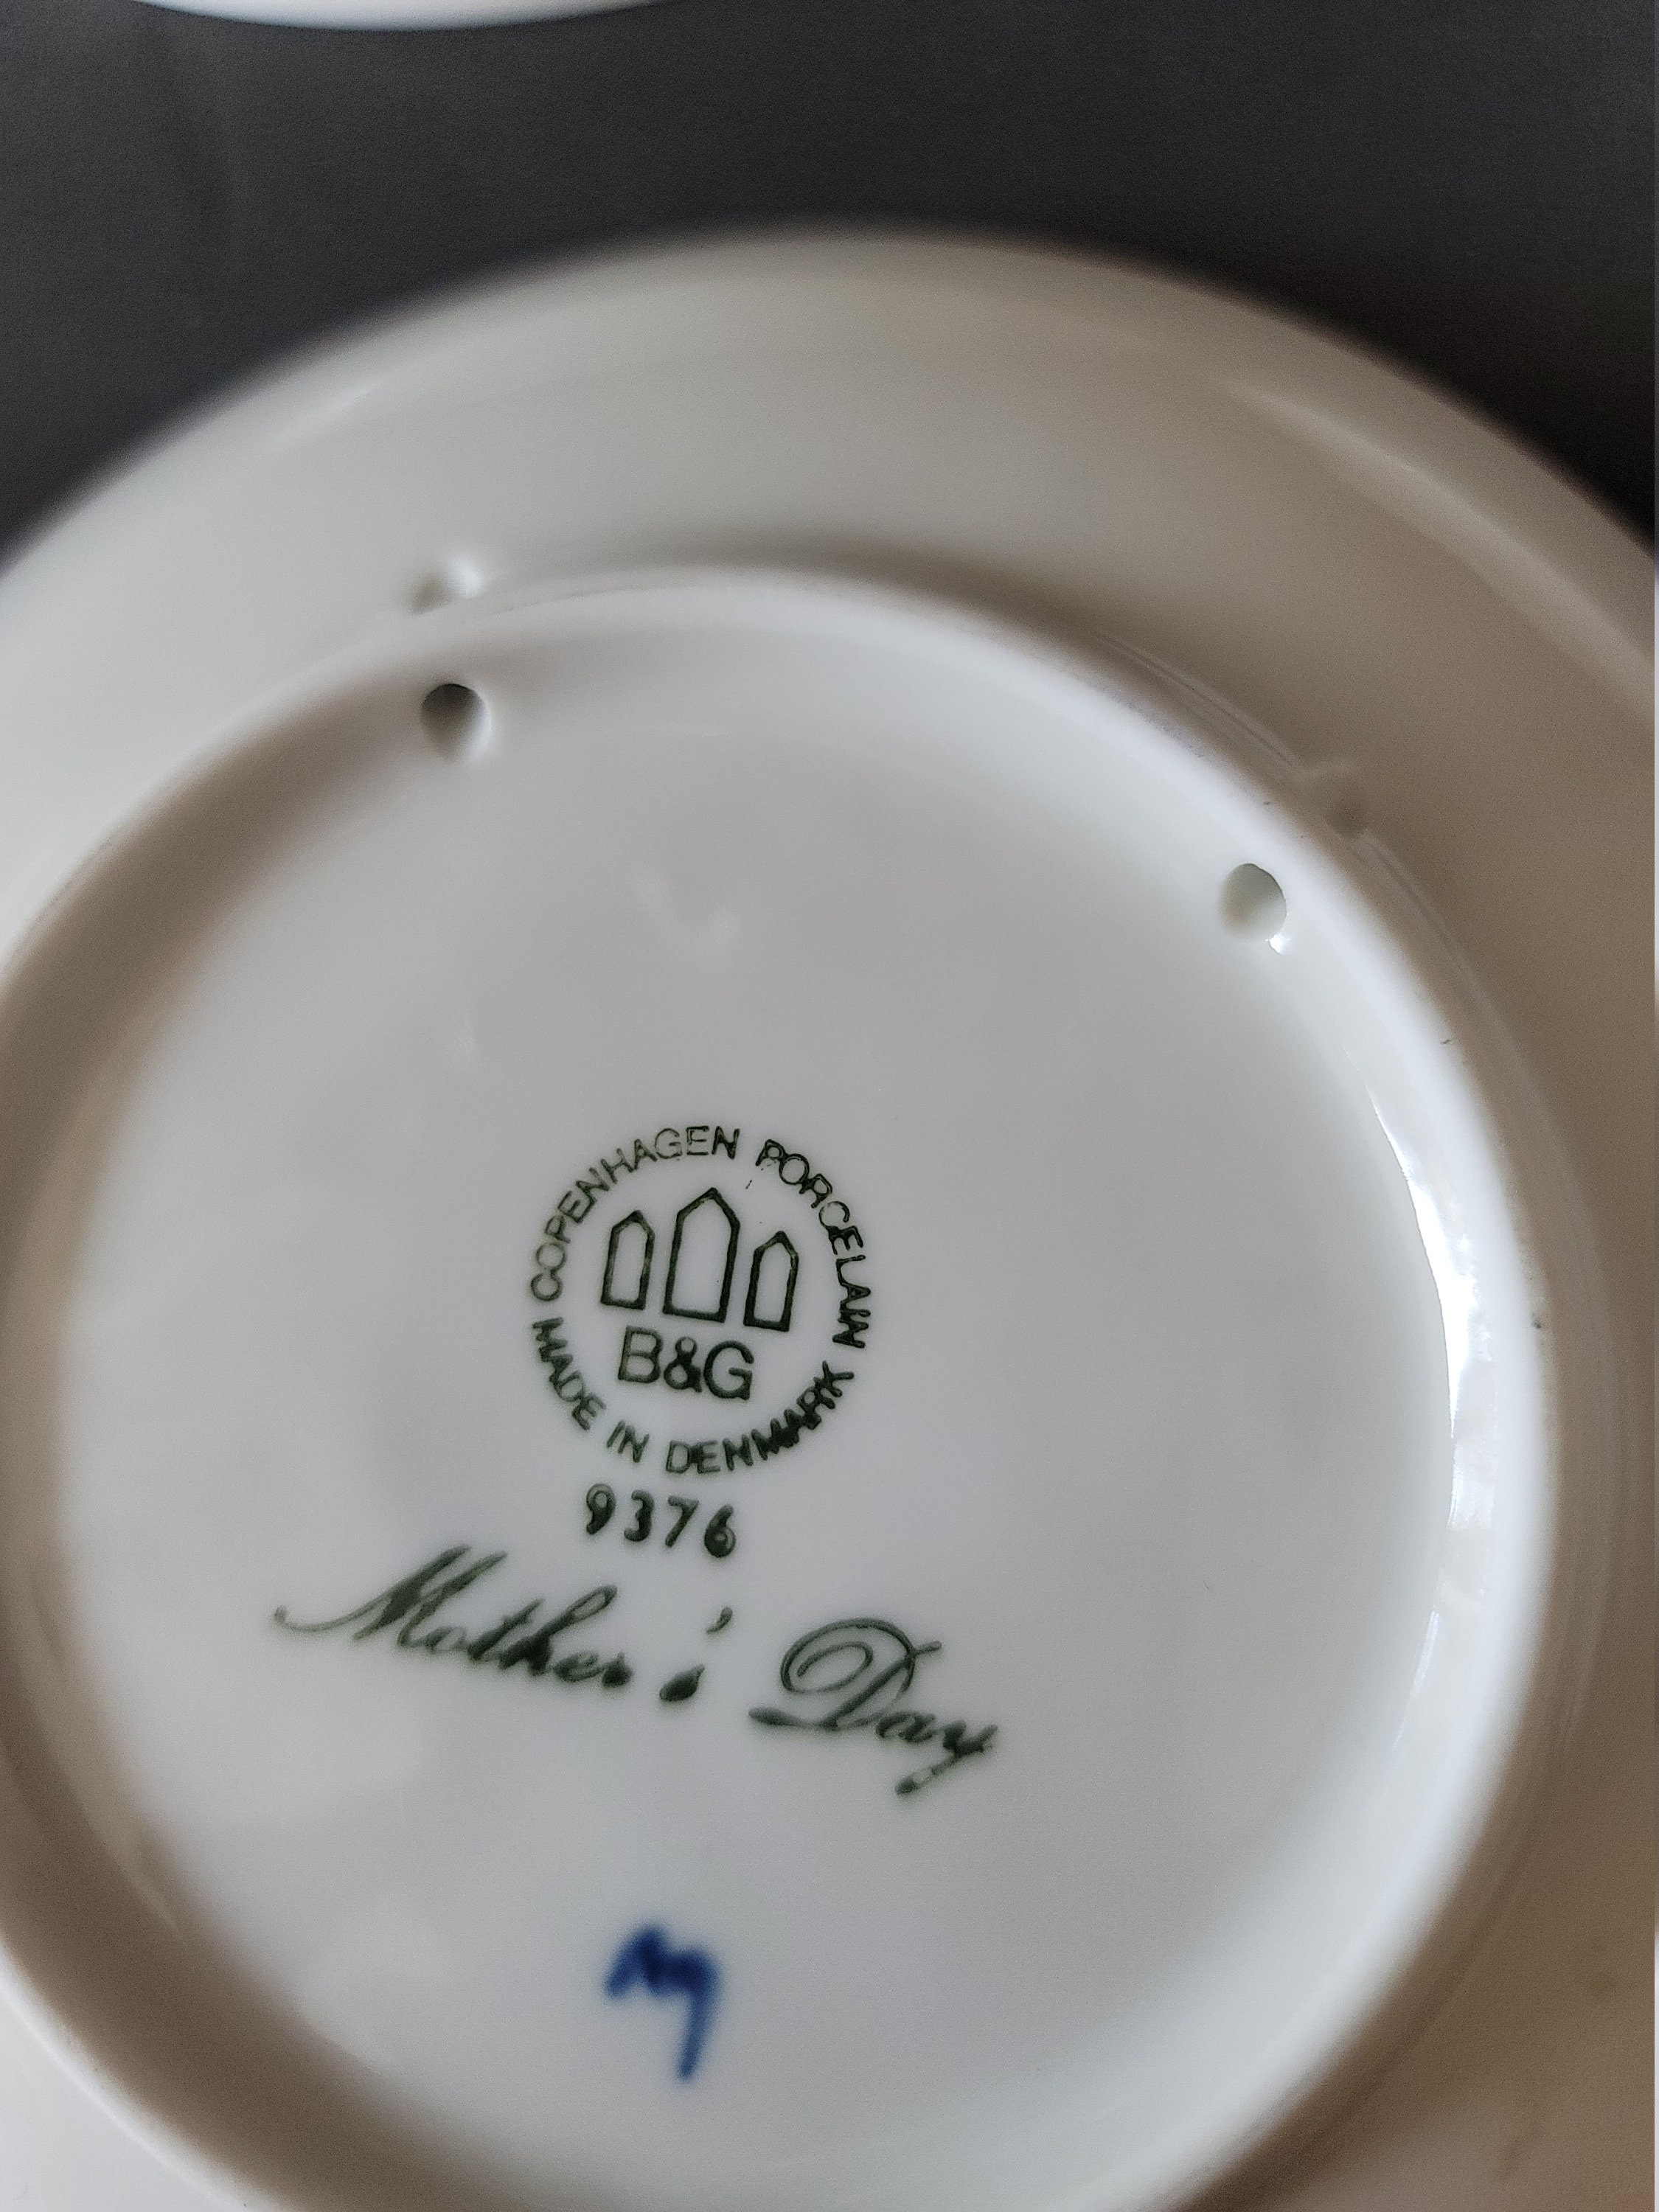 COPENHAGEN PORCELAIN
B&G
MADE IN DENMARK
9376
Mother's Day